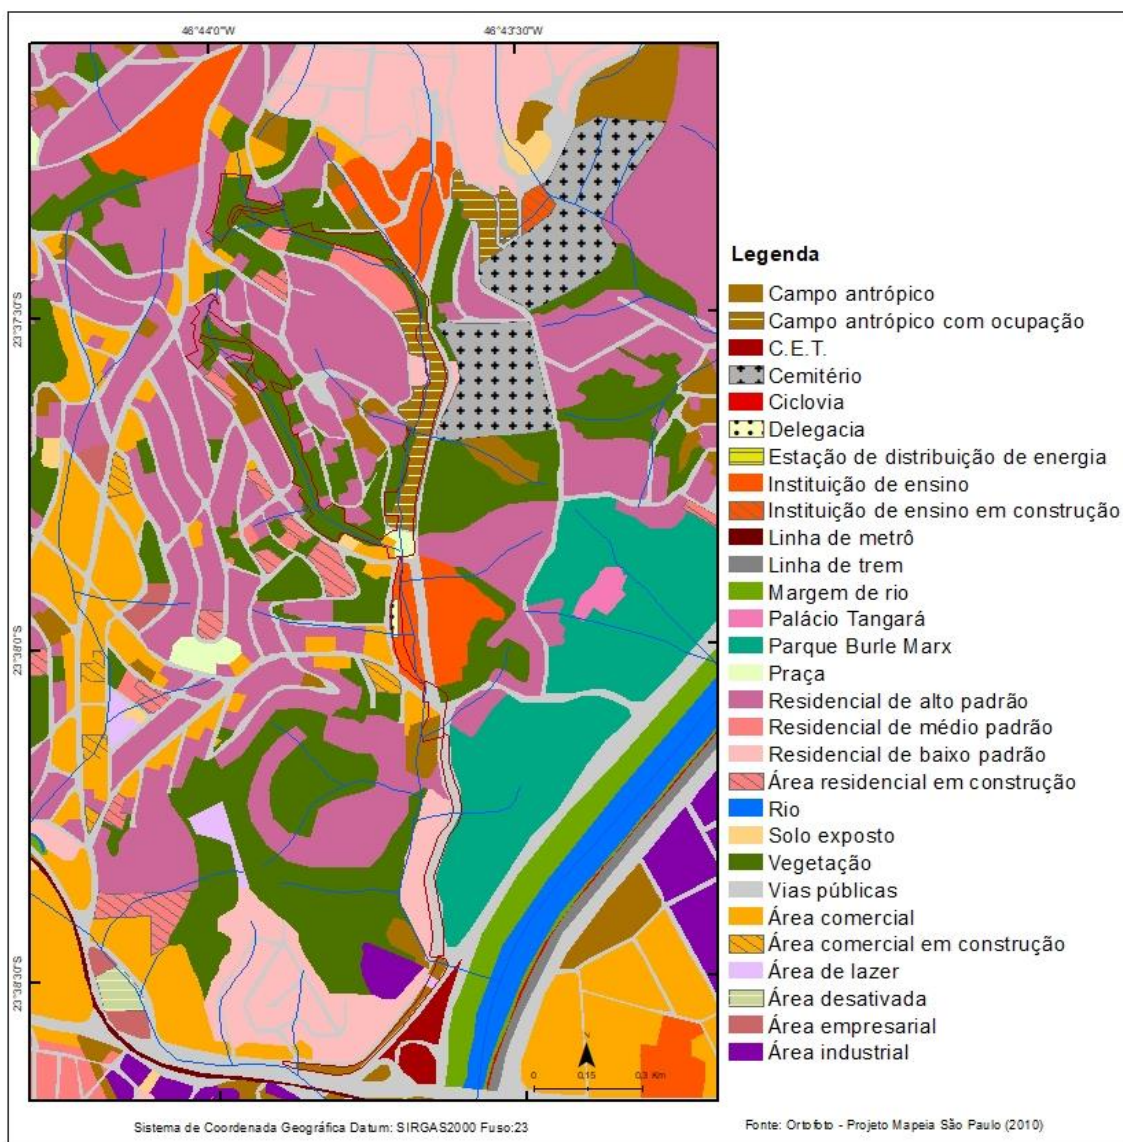 46°44'0"W
46°43'30"W
23°37'30"S
23°38'0"S
23°38'30"S
Legenda
Campo antrópico
Campo antrópico com ocupação
C.E.T.
Cemitério
Ciclovia
Delegacia
Estação de distribuição de energia
Instituição de ensino
Instituição de ensino em construção
Linha de metrô
Linha de trem
Margem de rio
Palácio Tangará
Parque Burle Marx
Praça
Residencial de alto padrão
Residencial de médio padrão
Residencial de baixo padrão
Área residencial em construção
Rio
Solo exposto
Vegetação
Vias públicas
Área comercial
Área comercial em construção
Área de lazer
Área desativada
Área empresarial
Área industrial
0 0,15 0,3 Km
Sistema de Coordenada Geográfica Datum: SIRGAS2000 Fuso:23
Fonte: Ortofoto - Projeto Mapeia São Paulo (2010)